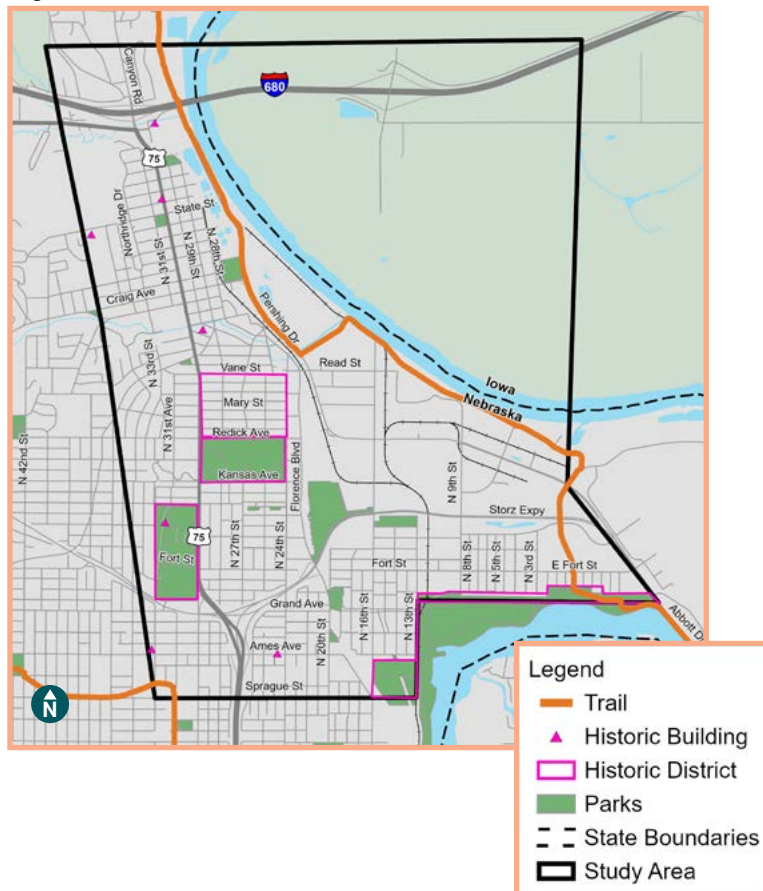 Canyon Rd
680
75
Northridge Dr
State St
N 31st St
N 29th St
N 28th St
Craig Ave
Pershing Dr
N 33rd St
Vane St
Read St
Iowa
Nebraska
Mary St
N 31st Ave
Redick Ave
N 42nd St
Kansas Ave
Florence Blvd
N 9th St
Storz Expy
75
N 27th St
N 24th St
Fort St
Fort St
N 8th St
N 5th St
N 3rd St
E Fort St
Grand Ave
N 20th St
N 16th St
N 13th St
Abbott Dr
Ames Ave
Sprague St
N
Legend
Trail
Historic Building
Historic District
Parks
State Boundaries
Study Area